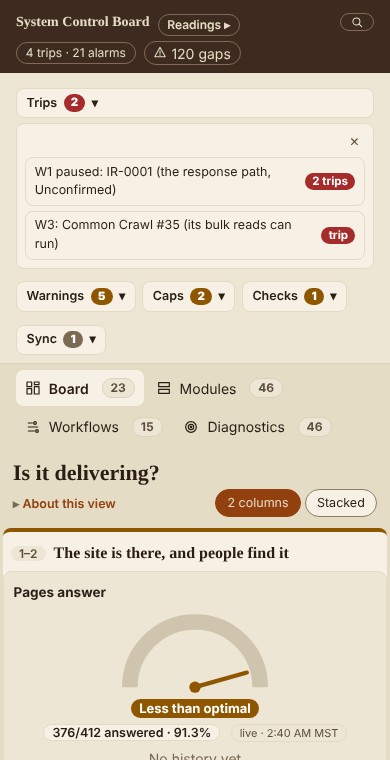 System Control Board
Readings ▸
4 trips · 21 alarms
⚠ 120 gaps
Trips 2 ▾
×
W1 paused: IR-0001 (the response path,
Unconfirmed)
2 trips
W3: Common Crawl #35 (its bulk reads can
run)
trip
Warnings 5 ▾
Caps 2 ▾
Checks 1 ▾
Sync 1 ▾
Board 23
Modules 46
Workflows 15
Diagnostics 46
Is it delivering?
▸ About this view
2 columns
Stacked
1–2 The site is there, and people find it
Pages answer
Less than optimal
376/412 answered · 91.3%
live · 2:40 AM MST
No history yet